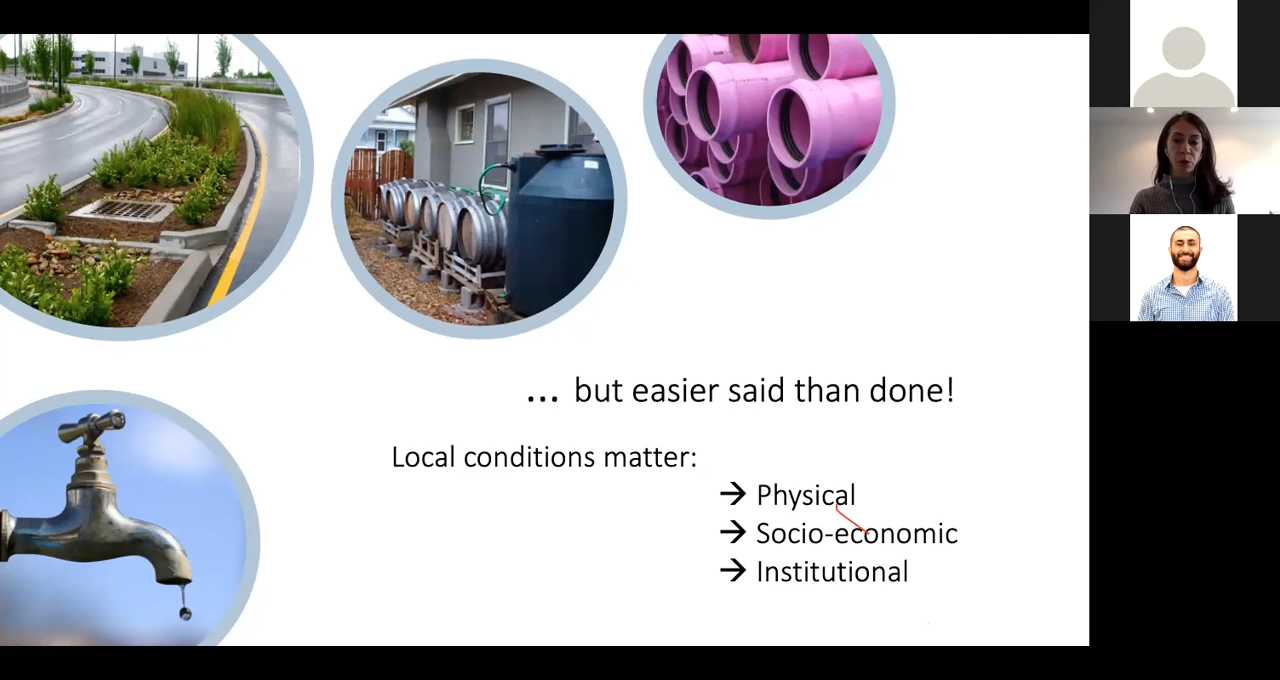 ... but easier said than done!
Local conditions matter:
→ Physical
→ Socio-economic
→ Institutional